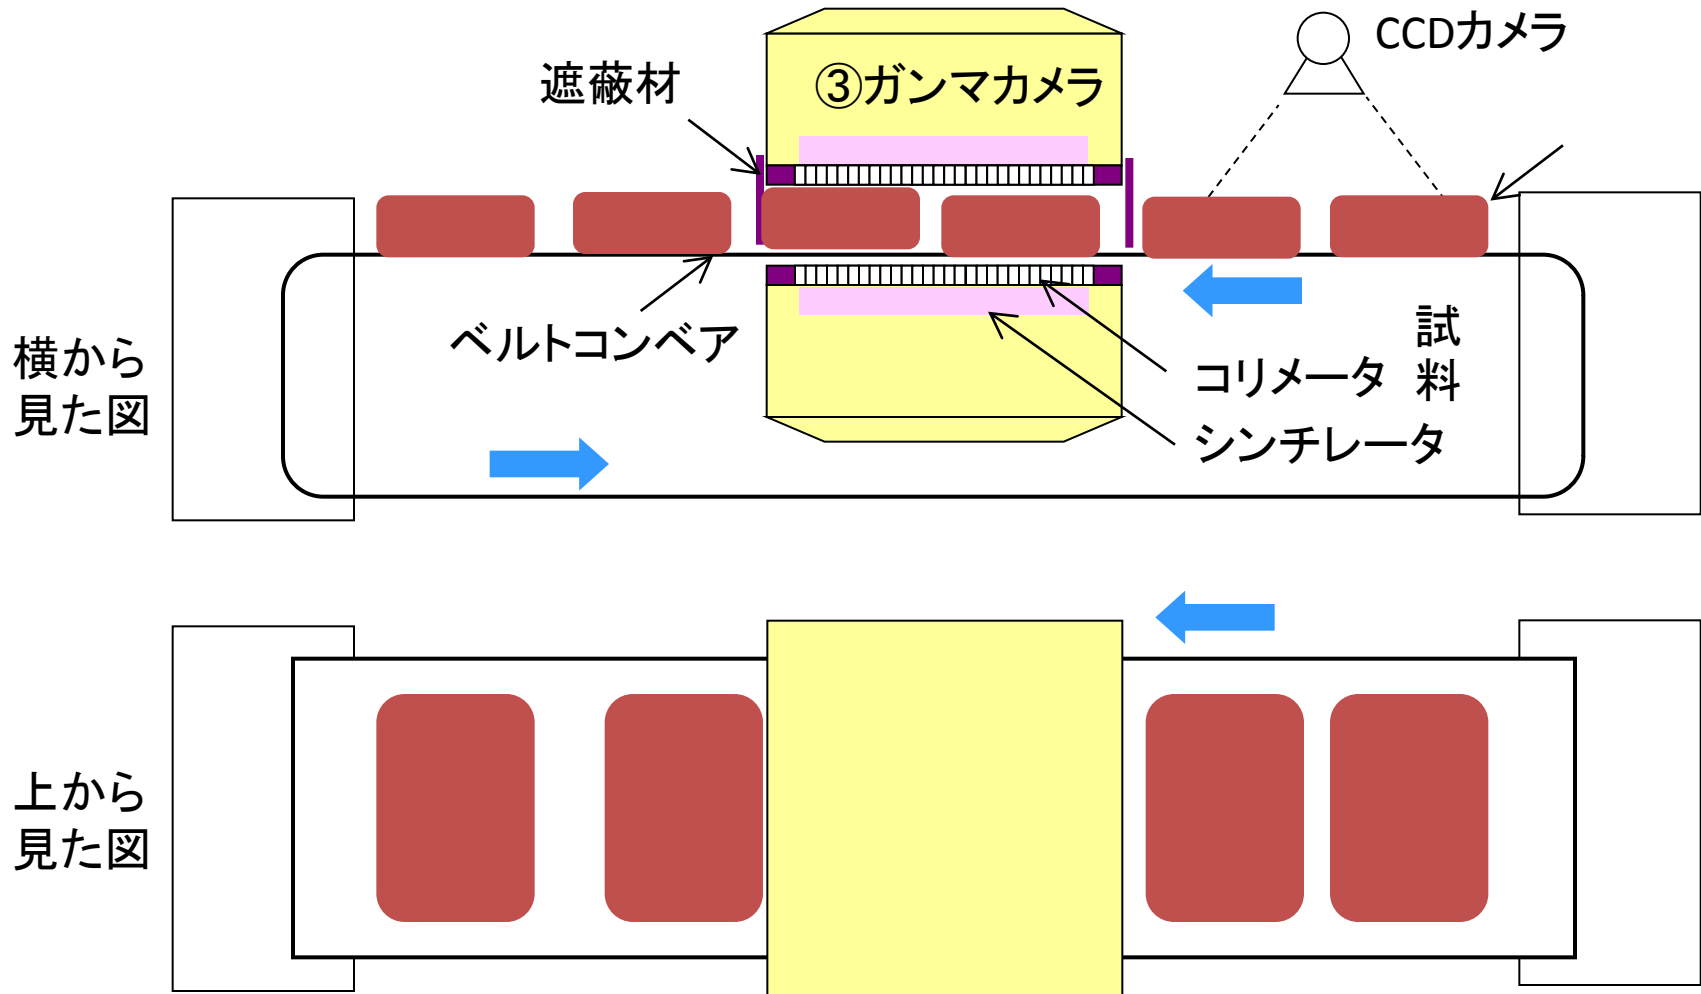 CCDカメラ
遮蔽材
③ガンマカメラ
ベルトコンベア
試
料
コリメータ
シンチレータ
横から
見た図
上から
見た図